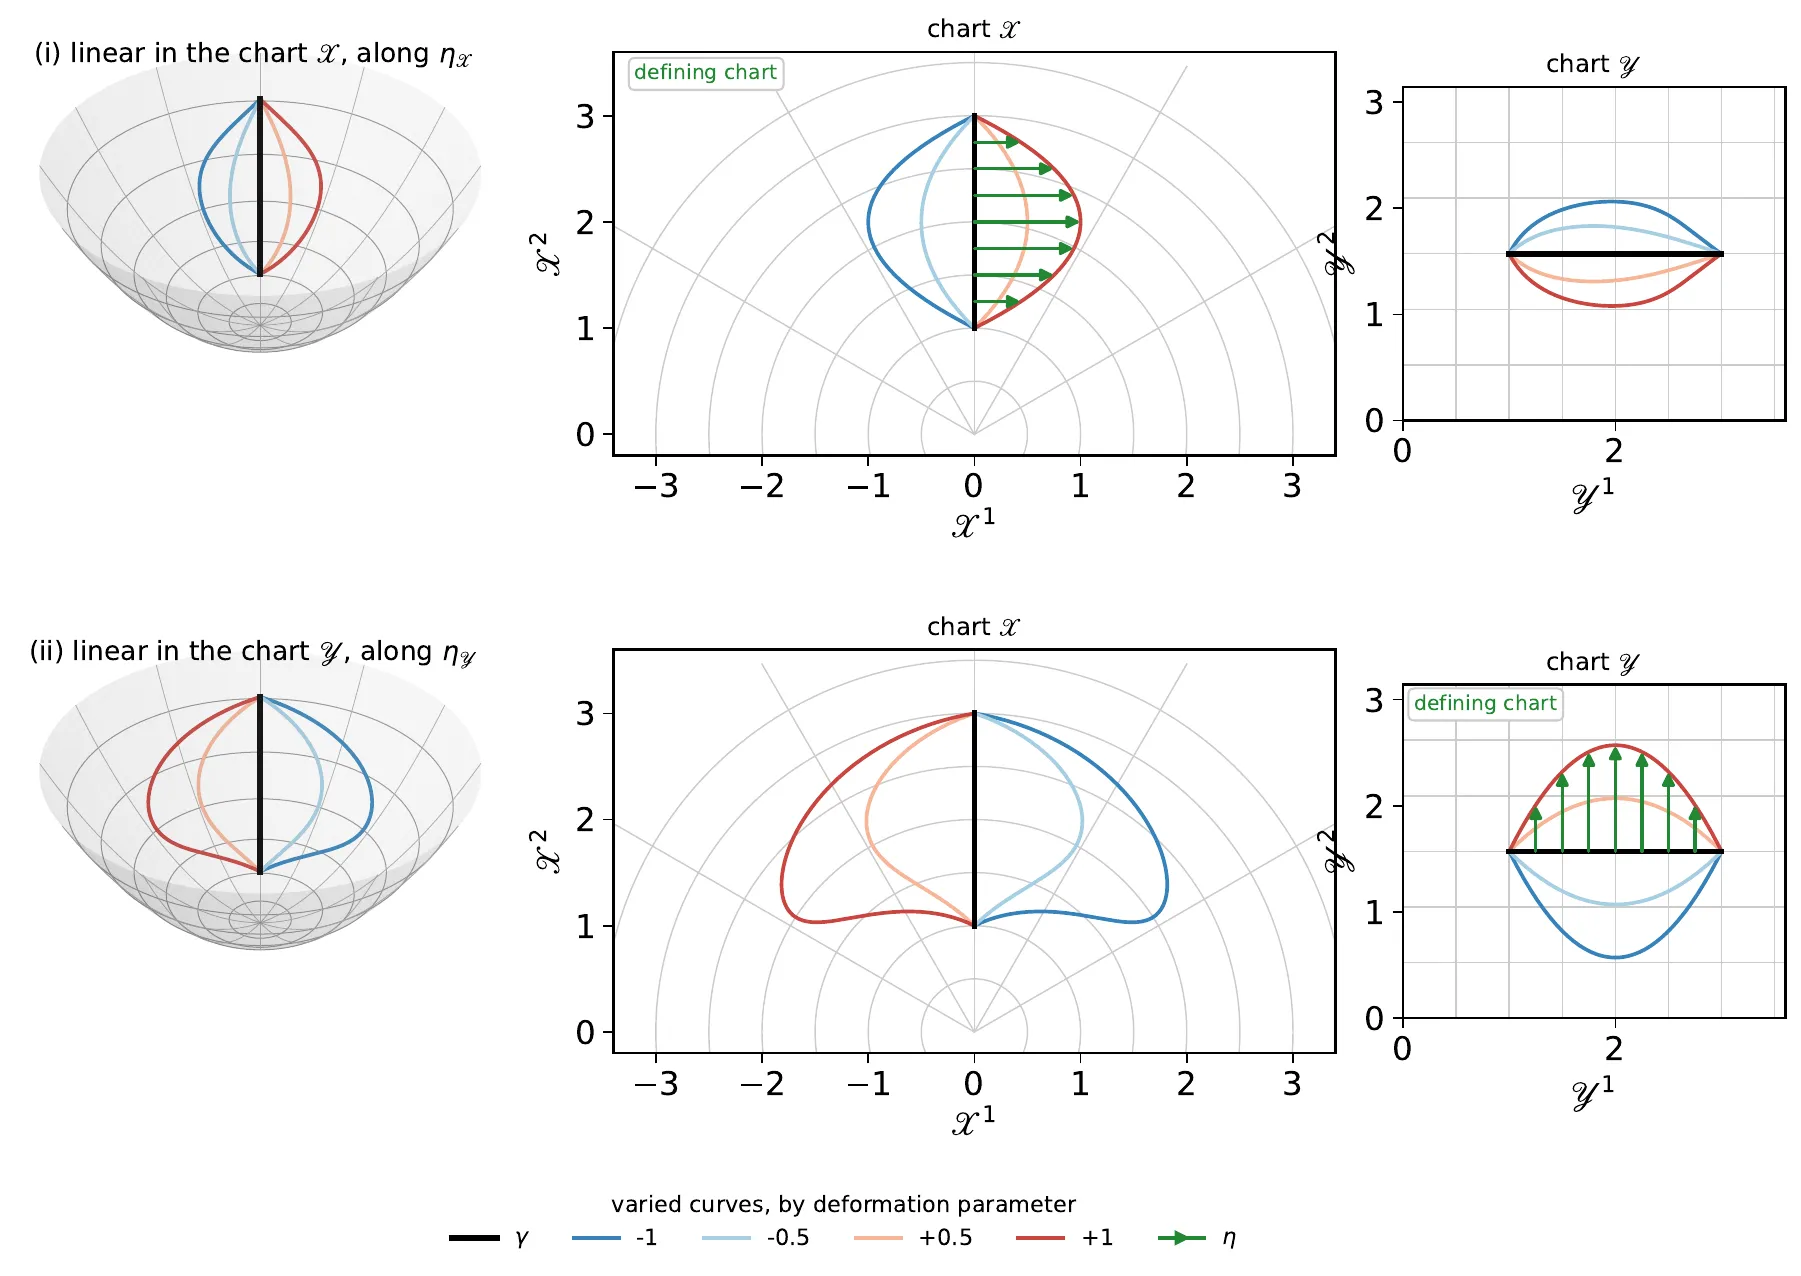 (i) linear in the chart 𝒳, along η𝒳
chart 𝒳
defining chart
3
2
1
0
𝒳²
−3 −2 −1 0 1 2 3
𝒳¹
chart 𝒴
3
2
1
0
𝒴²
0 2
𝒴¹
(ii) linear in the chart 𝒴, along η𝒴
chart 𝒳
3
2
1
0
𝒳²
−3 −2 −1 0 1 2 3
𝒳¹
chart 𝒴
defining chart
3
2
1
0
𝒴²
0 2
𝒴¹
varied curves, by deformation parameter
γ -1 -0.5 +0.5 +1 η